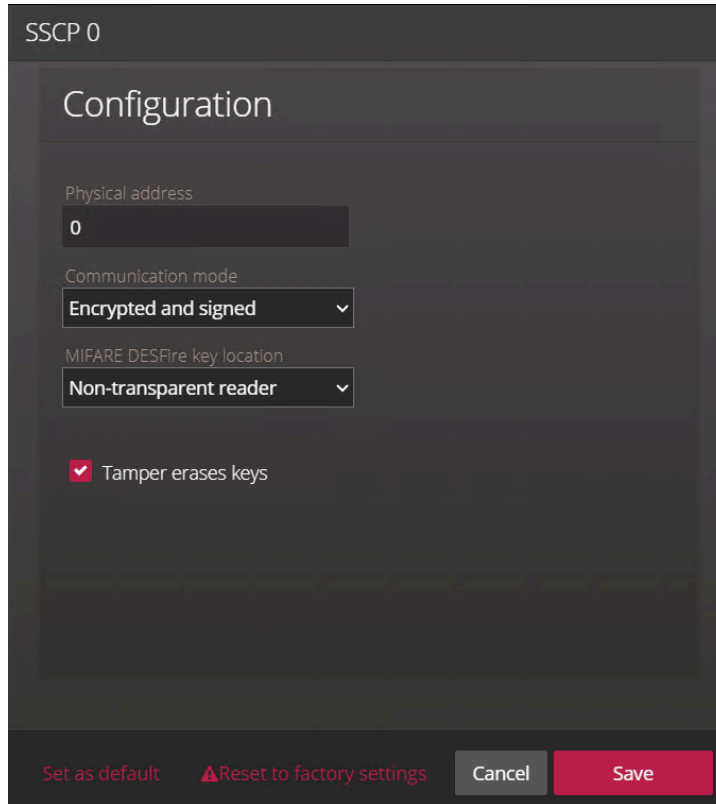 SSCP 0
Configuration
Physical address
0
Communication mode
Encrypted and signed
MIFARE DESFire key location
Non-transparent reader
Tamper erases keys
Set as default Reset to factory settings Cancel Save